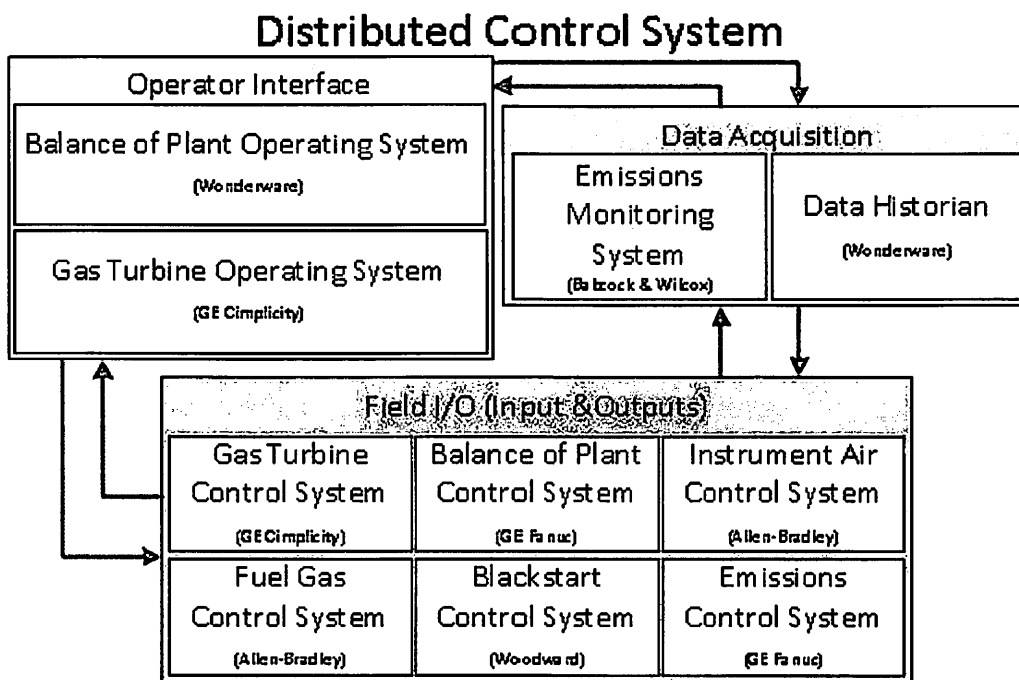 Distributed Control System
Operator Interface
Balance of Plant Operating System
(Wonderware)
Gas Turbine Operating System
(GE Cimplicity)
Data Acquisition
Emissions
Monitoring
System
(Babcock & Wilcox)
Data Historian
(Wonderware)
Field I/O (Input &Outputs)
Gas Turbine
Control System
(GE Cimplicity)
Balance of Plant
Control System
(GE Fanuc)
Instrument Air
Control System
(Allen-Bradley)
Fuel Gas
Control System
(Allen-Bradley)
Blackstart
Control System
(Woodward)
Emissions
Control System
(GE Fanuc)